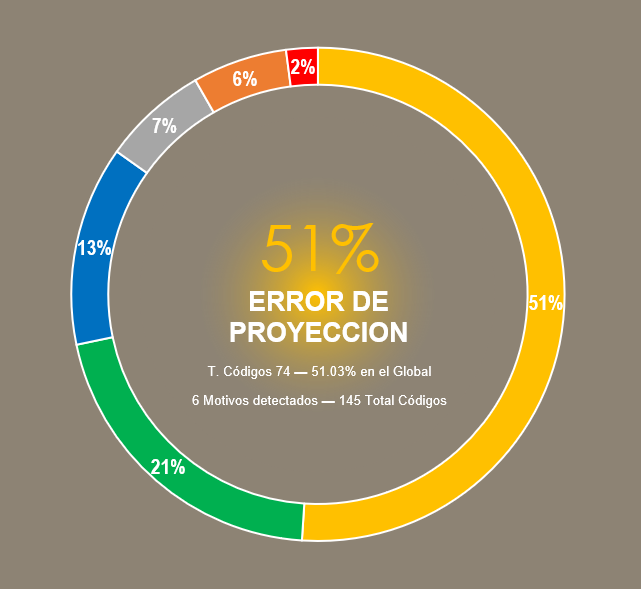 2%
6%
7%
13%
51%
ERROR DE
PROYECCION
51%
T. Códigos 74 — 51.03% en el Global
6 Motivos detectados — 145 Total Códigos
21%